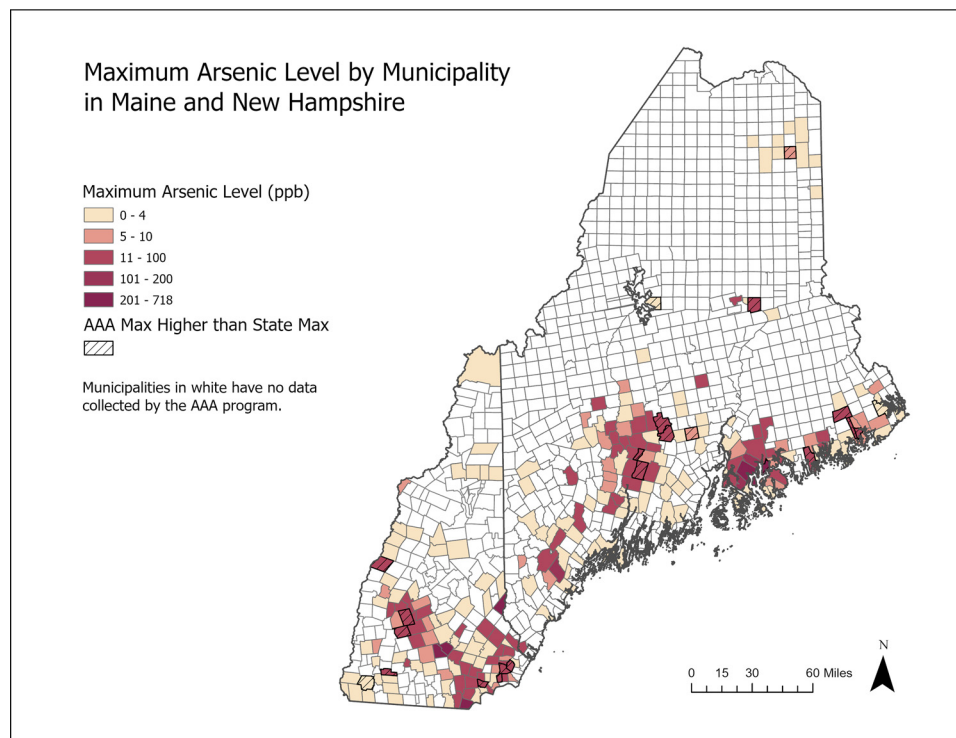 Maximum Arsenic Level by Municipality
in Maine and New Hampshire
Maximum Arsenic Level (ppb)
0 - 4
5 - 10
11 - 100
101 - 200
201 - 718
AAA Max Higher than State Max
Municipalities in white have no data
collected by the AAA program.
N
0 15 30 60 Miles